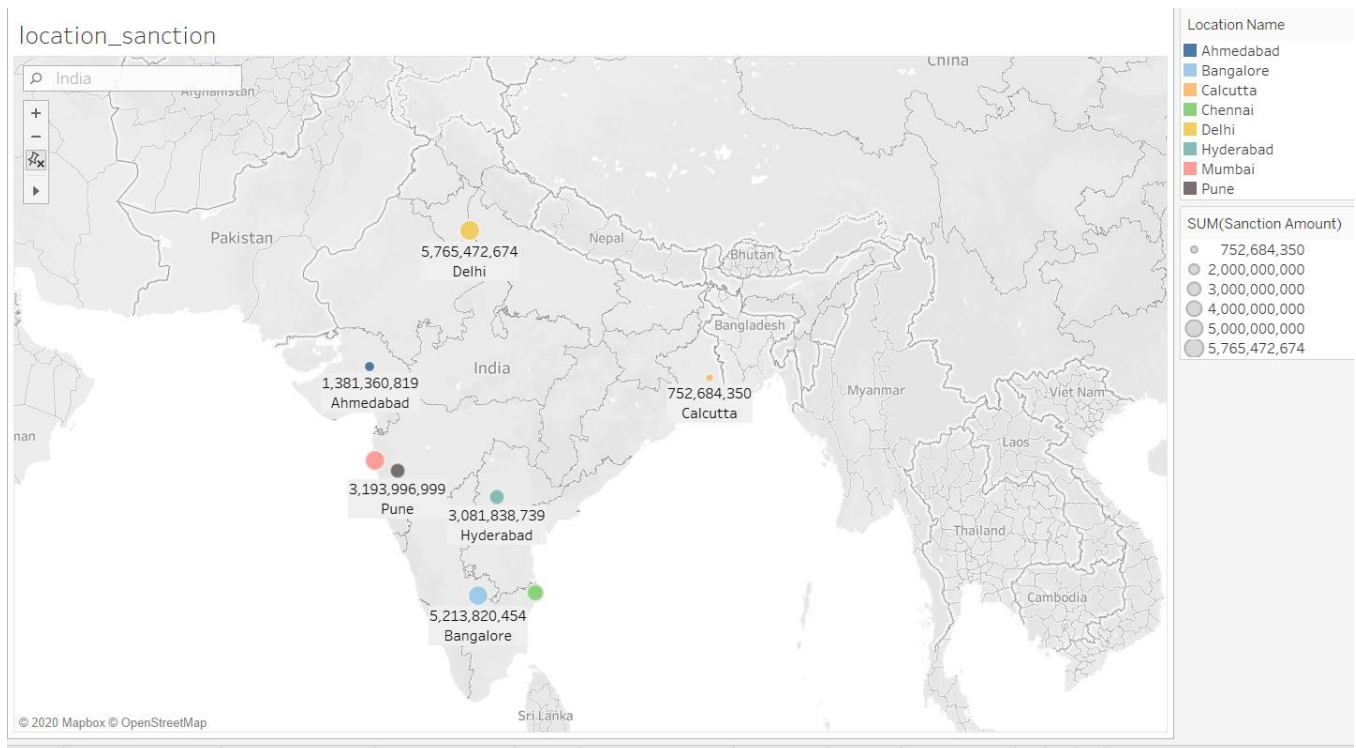 location_sanction
India
Afghanistan
China
Pakistan
Nepal
Bhutan
5,765,472,674
Delhi
Bangladesh
India
1,381,360,819
Ahmedabad
752,684,350
Calcutta
Myanmar
Viet Nam
Laos
man
3,193,996,999
Pune
3,081,838,739
Hyderabad
Thailand
Cambodia
5,213,820,454
Bangalore
Sri Lanka
© 2020 Mapbox © OpenStreetMap
Location Name
Ahmedabad
Bangalore
Calcutta
Chennai
Delhi
Hyderabad
Mumbai
Pune
SUM(Sanction Amount)
752,684,350
2,000,000,000
3,000,000,000
4,000,000,000
5,000,000,000
5,765,472,674